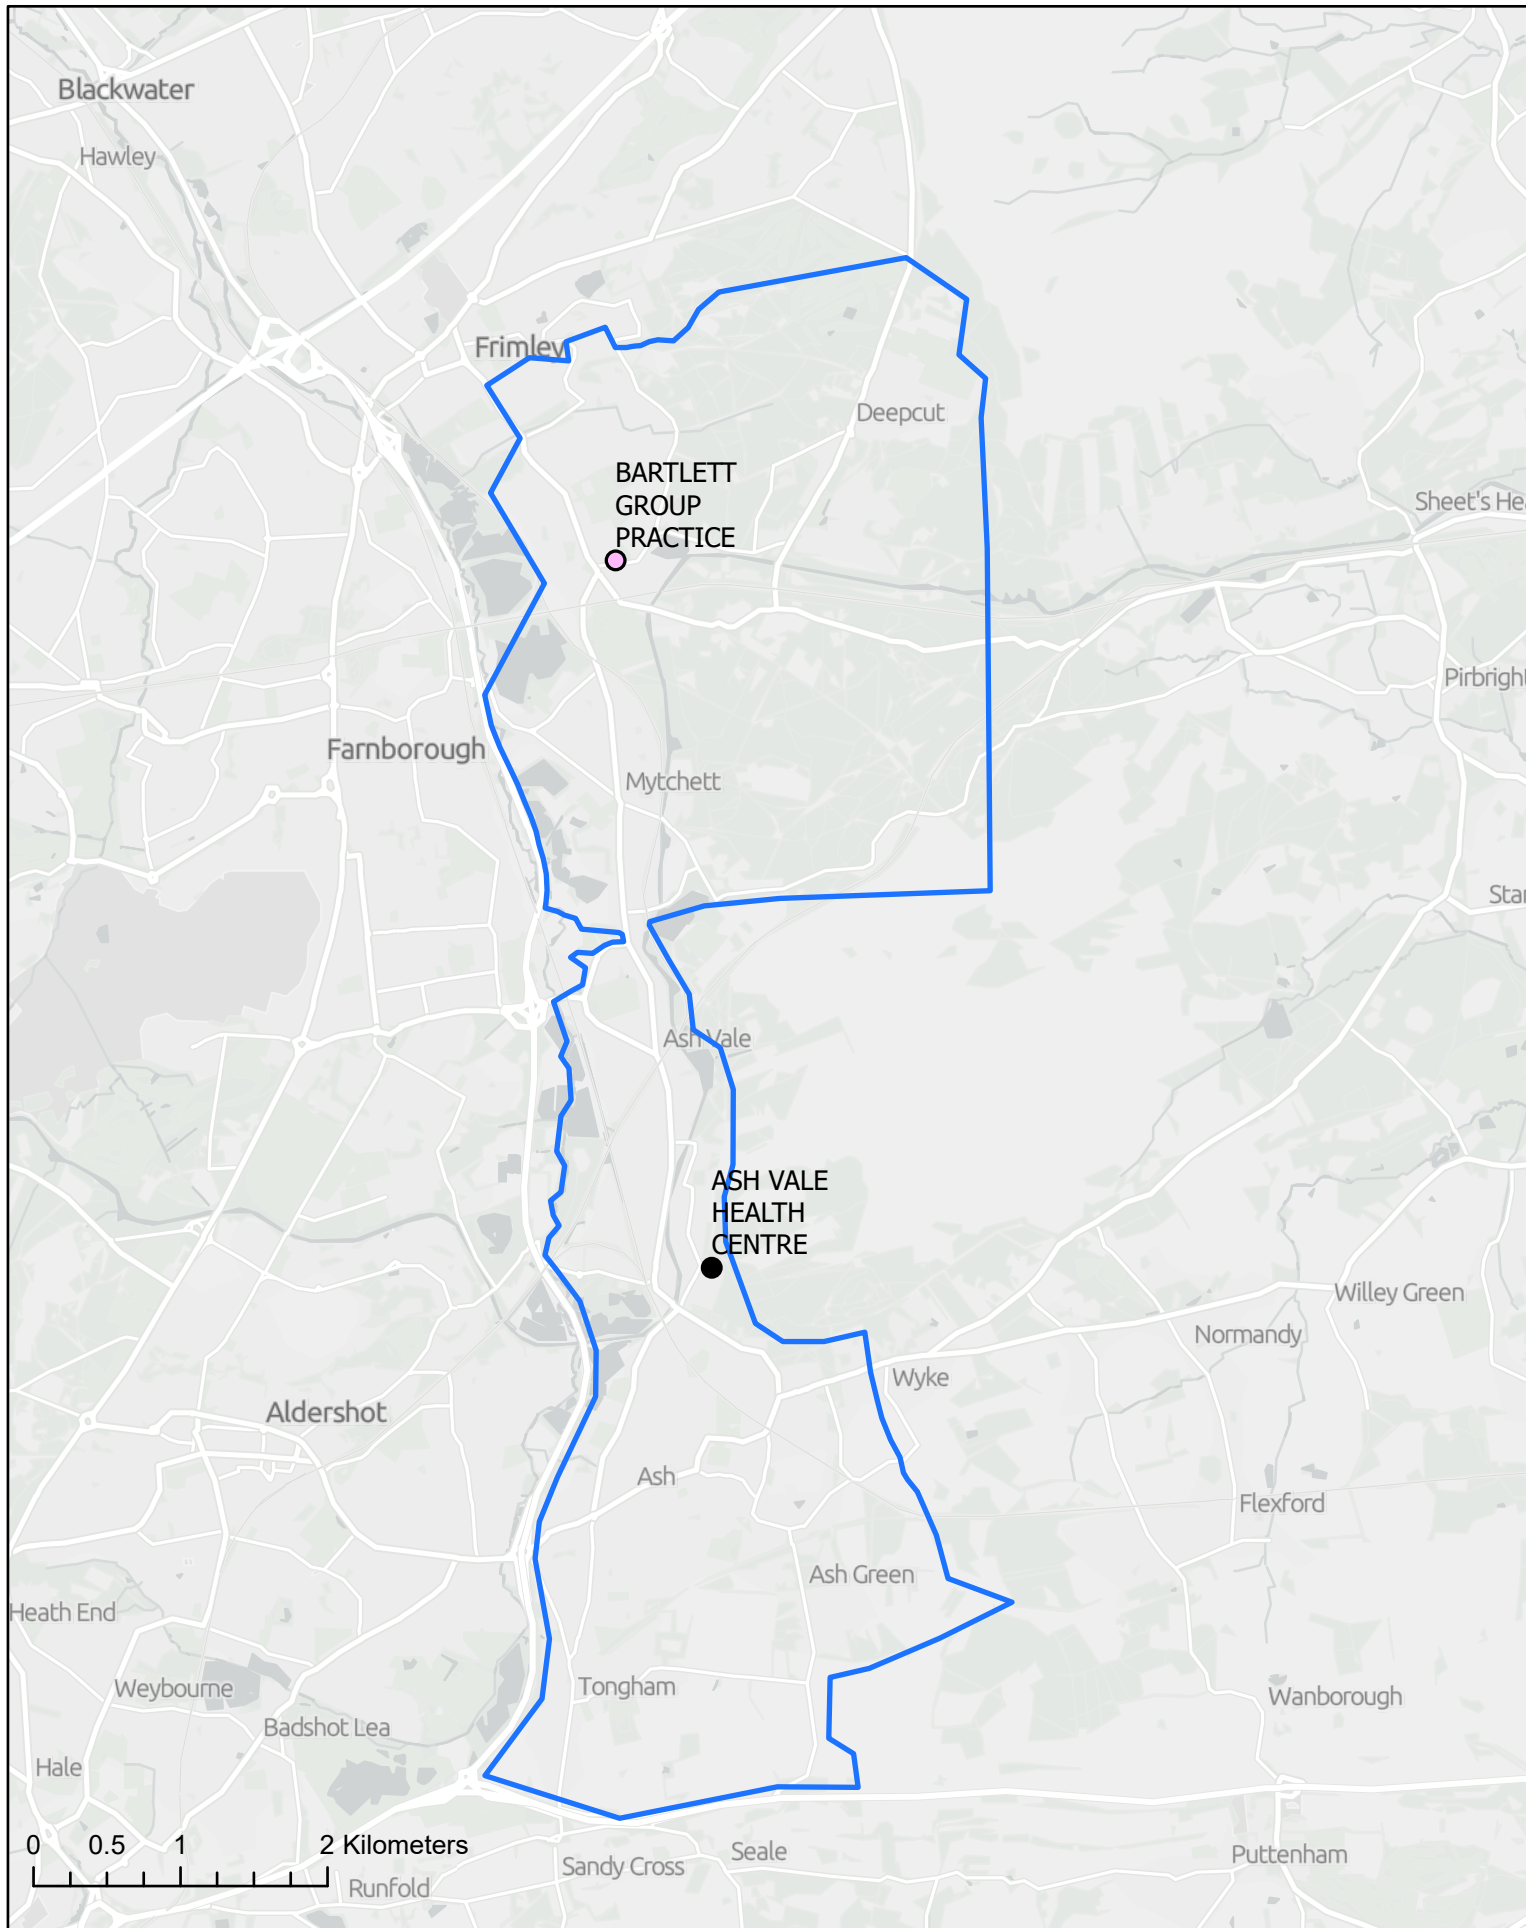 Blackwater
Hawley
Frimley
Deepcut
BARTLETT
GROUP
PRACTICE
Sheet's Hea
Pirbright
Farnborough
Mytchett
Star
Ash Vale
ASH VALE
HEALTH
CENTRE
Willey Green
Normandy
Wyke
Aldershot
Ash
Flexford
Ash Green
Heath End
Tongham
Weybourne
Wanborough
Badshot Lea
Hale
0 0.5 1 2 Kilometers
Seale
Puttenham
Sandy Cross
Runfold